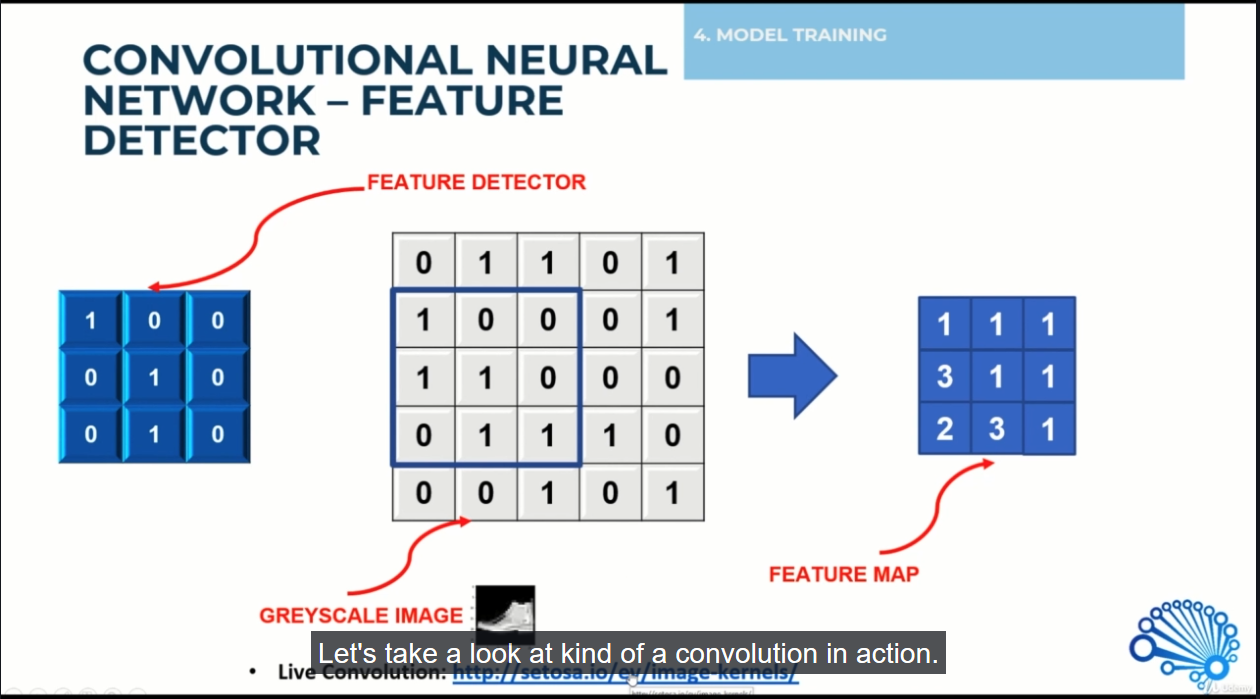 4. MODEL TRAINING
CONVOLUTIONAL NEURAL
NETWORK – FEATURE
DETECTOR
FEATURE DETECTOR
1 0 0
0 1 0
0 1 0
0 1 1 0 1
1 0 0 0 1
1 1 0 0 0
0 1 1 1 0
0 0 1 0 1
1 1 1
3 1 1
2 3 1
FEATURE MAP
GREYSCALE IMAGE
Let's take a look at kind of a convolution in action.
• Live Convolution: http://setosa.io/ev/image-kernels/
Udemy